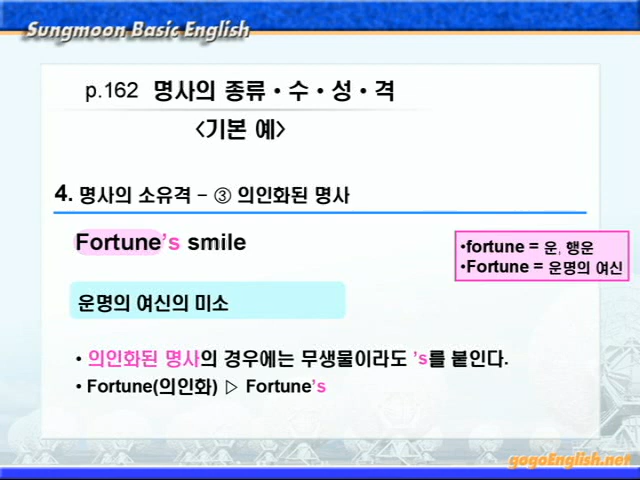 Sungmoon Basic English
p.162 명사의 종류 • 수 • 성 • 격
<기본 예>
4. 명사의 소유격 – ③ 의인화된 명사
Fortune's smile
•fortune = 운, 행운
•Fortune = 운명의 여신
운명의 여신의 미소
• 의인화된 명사의 경우에는 무생물이라도 's를 붙인다.
• Fortune(의인화) ▷ Fortune's
gogoEnglish.net